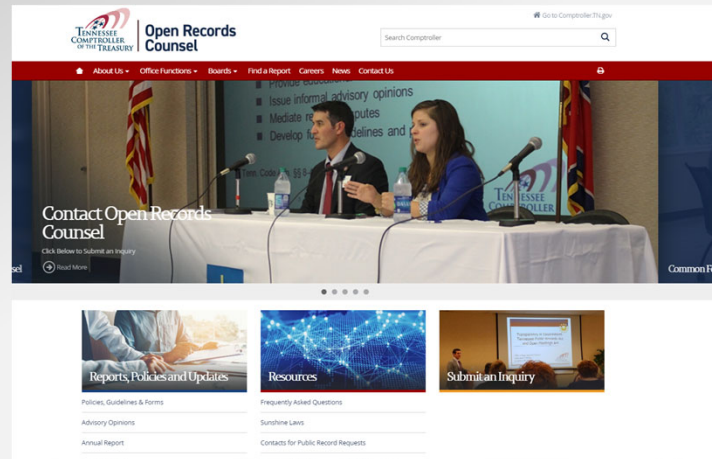 Go to Comptroller.TN.gov
TENNESSEE
COMPTROLLER
OF THE TREASURY
Open Records
Counsel
Search Comptroller
About Us
Office Functions
Boards
Find a Report
Careers
News
Contact Us
Provide
Issue informal advisory opinions
Mediate
Develop
TENNESSEE
Contact Open Records
Counsel
Click Below to Submit an Inquiry
Read More
Common
Reports, Policies and Updates
Resources
Submit an Inquiry
Policies, Guidelines & Forms
Frequently Asked Questions
Advisory Opinions
Sunshine Laws
Annual Report
Contacts for Public Record Requests